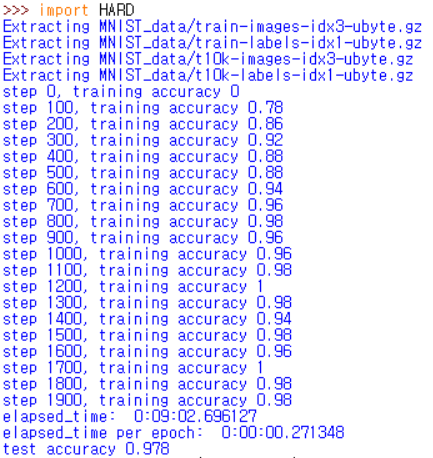 >>> import HARD
Extracting MNIST_data/train-images-idx3-ubyte.gz
Extracting MNIST_data/train-labels-idx1-ubyte.gz
Extracting MNIST_data/t10k-images-idx3-ubyte.gz
Extracting MNIST_data/t10k-labels-idx1-ubyte.gz
step 0, training accuracy 0
step 100, training accuracy 0.78
step 200, training accuracy 0.86
step 300, training accuracy 0.92
step 400, training accuracy 0.88
step 500, training accuracy 0.88
step 600, training accuracy 0.94
step 700, training accuracy 0.96
step 800, training accuracy 0.98
step 900, training accuracy 0.96
step 1000, training accuracy 0.96
step 1100, training accuracy 0.98
step 1200, training accuracy 1
step 1300, training accuracy 0.98
step 1400, training accuracy 0.94
step 1500, training accuracy 0.98
step 1600, training accuracy 0.96
step 1700, training accuracy 1
step 1800, training accuracy 0.98
step 1900, training accuracy 0.98
elapsed_time:  0:09:02.696127
elapsed_time per epoch:  0:00:00.271348
test accuracy 0.978